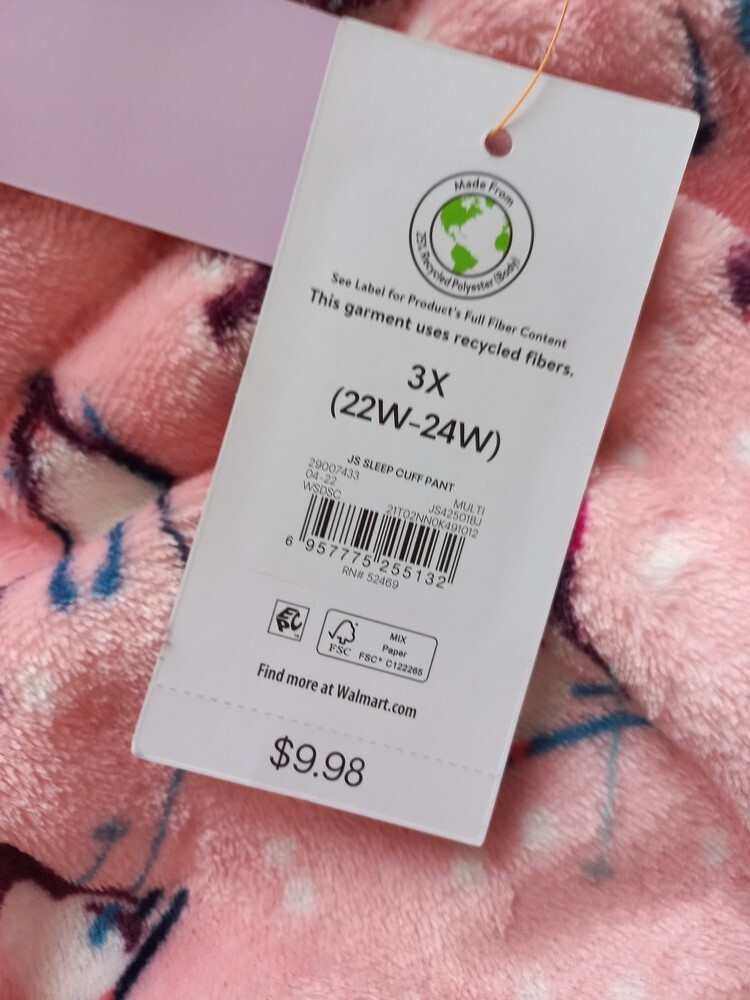 Made From
25% Recycled Polyester (Body)
See Label for Product's Full Fiber Content
This garment uses recycled fibers.
3X
(22W-24W)
JS SLEEP CUFF PANT
29007433
MULTI
04-22
JS42501BJ
WSDSC
21T02NN0K491012
6 957775 255132
RN# 52469
EPC
FSC
MIX
Paper
FSC® C122265
Find more at Walmart.com
$9.98